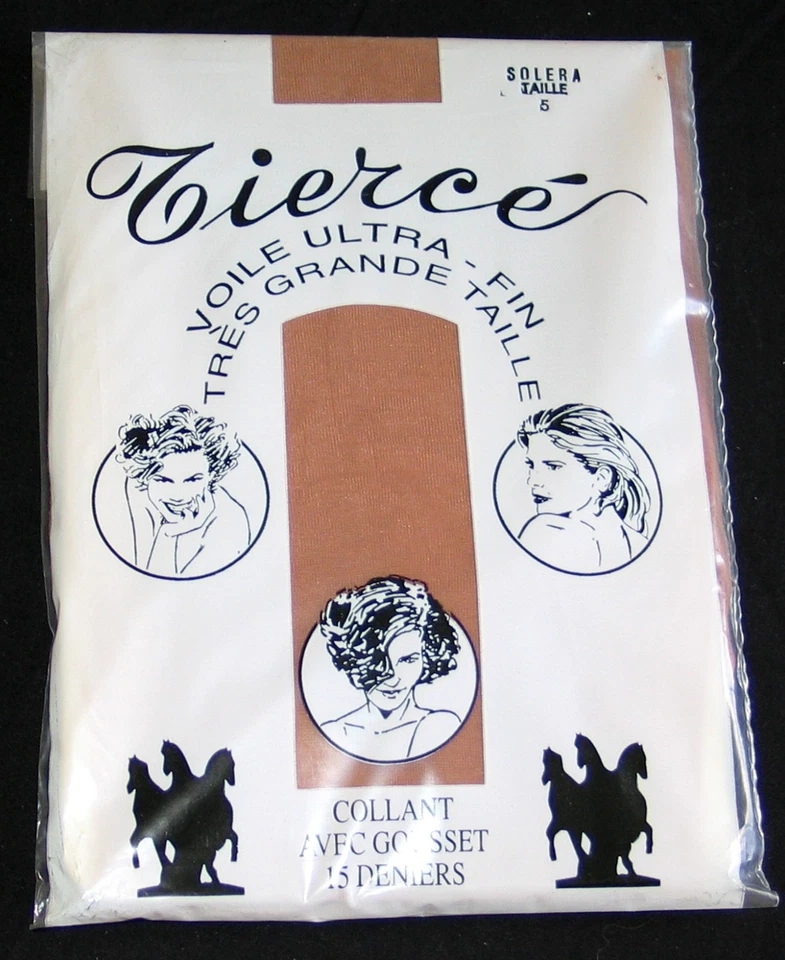 SOLERA
TAILLE
5
Tiercé
VOILE ULTRA - FIN
TRÈS GRANDE TAILLE
COLLANT
AVEC GOUSSET
15 DENIERS